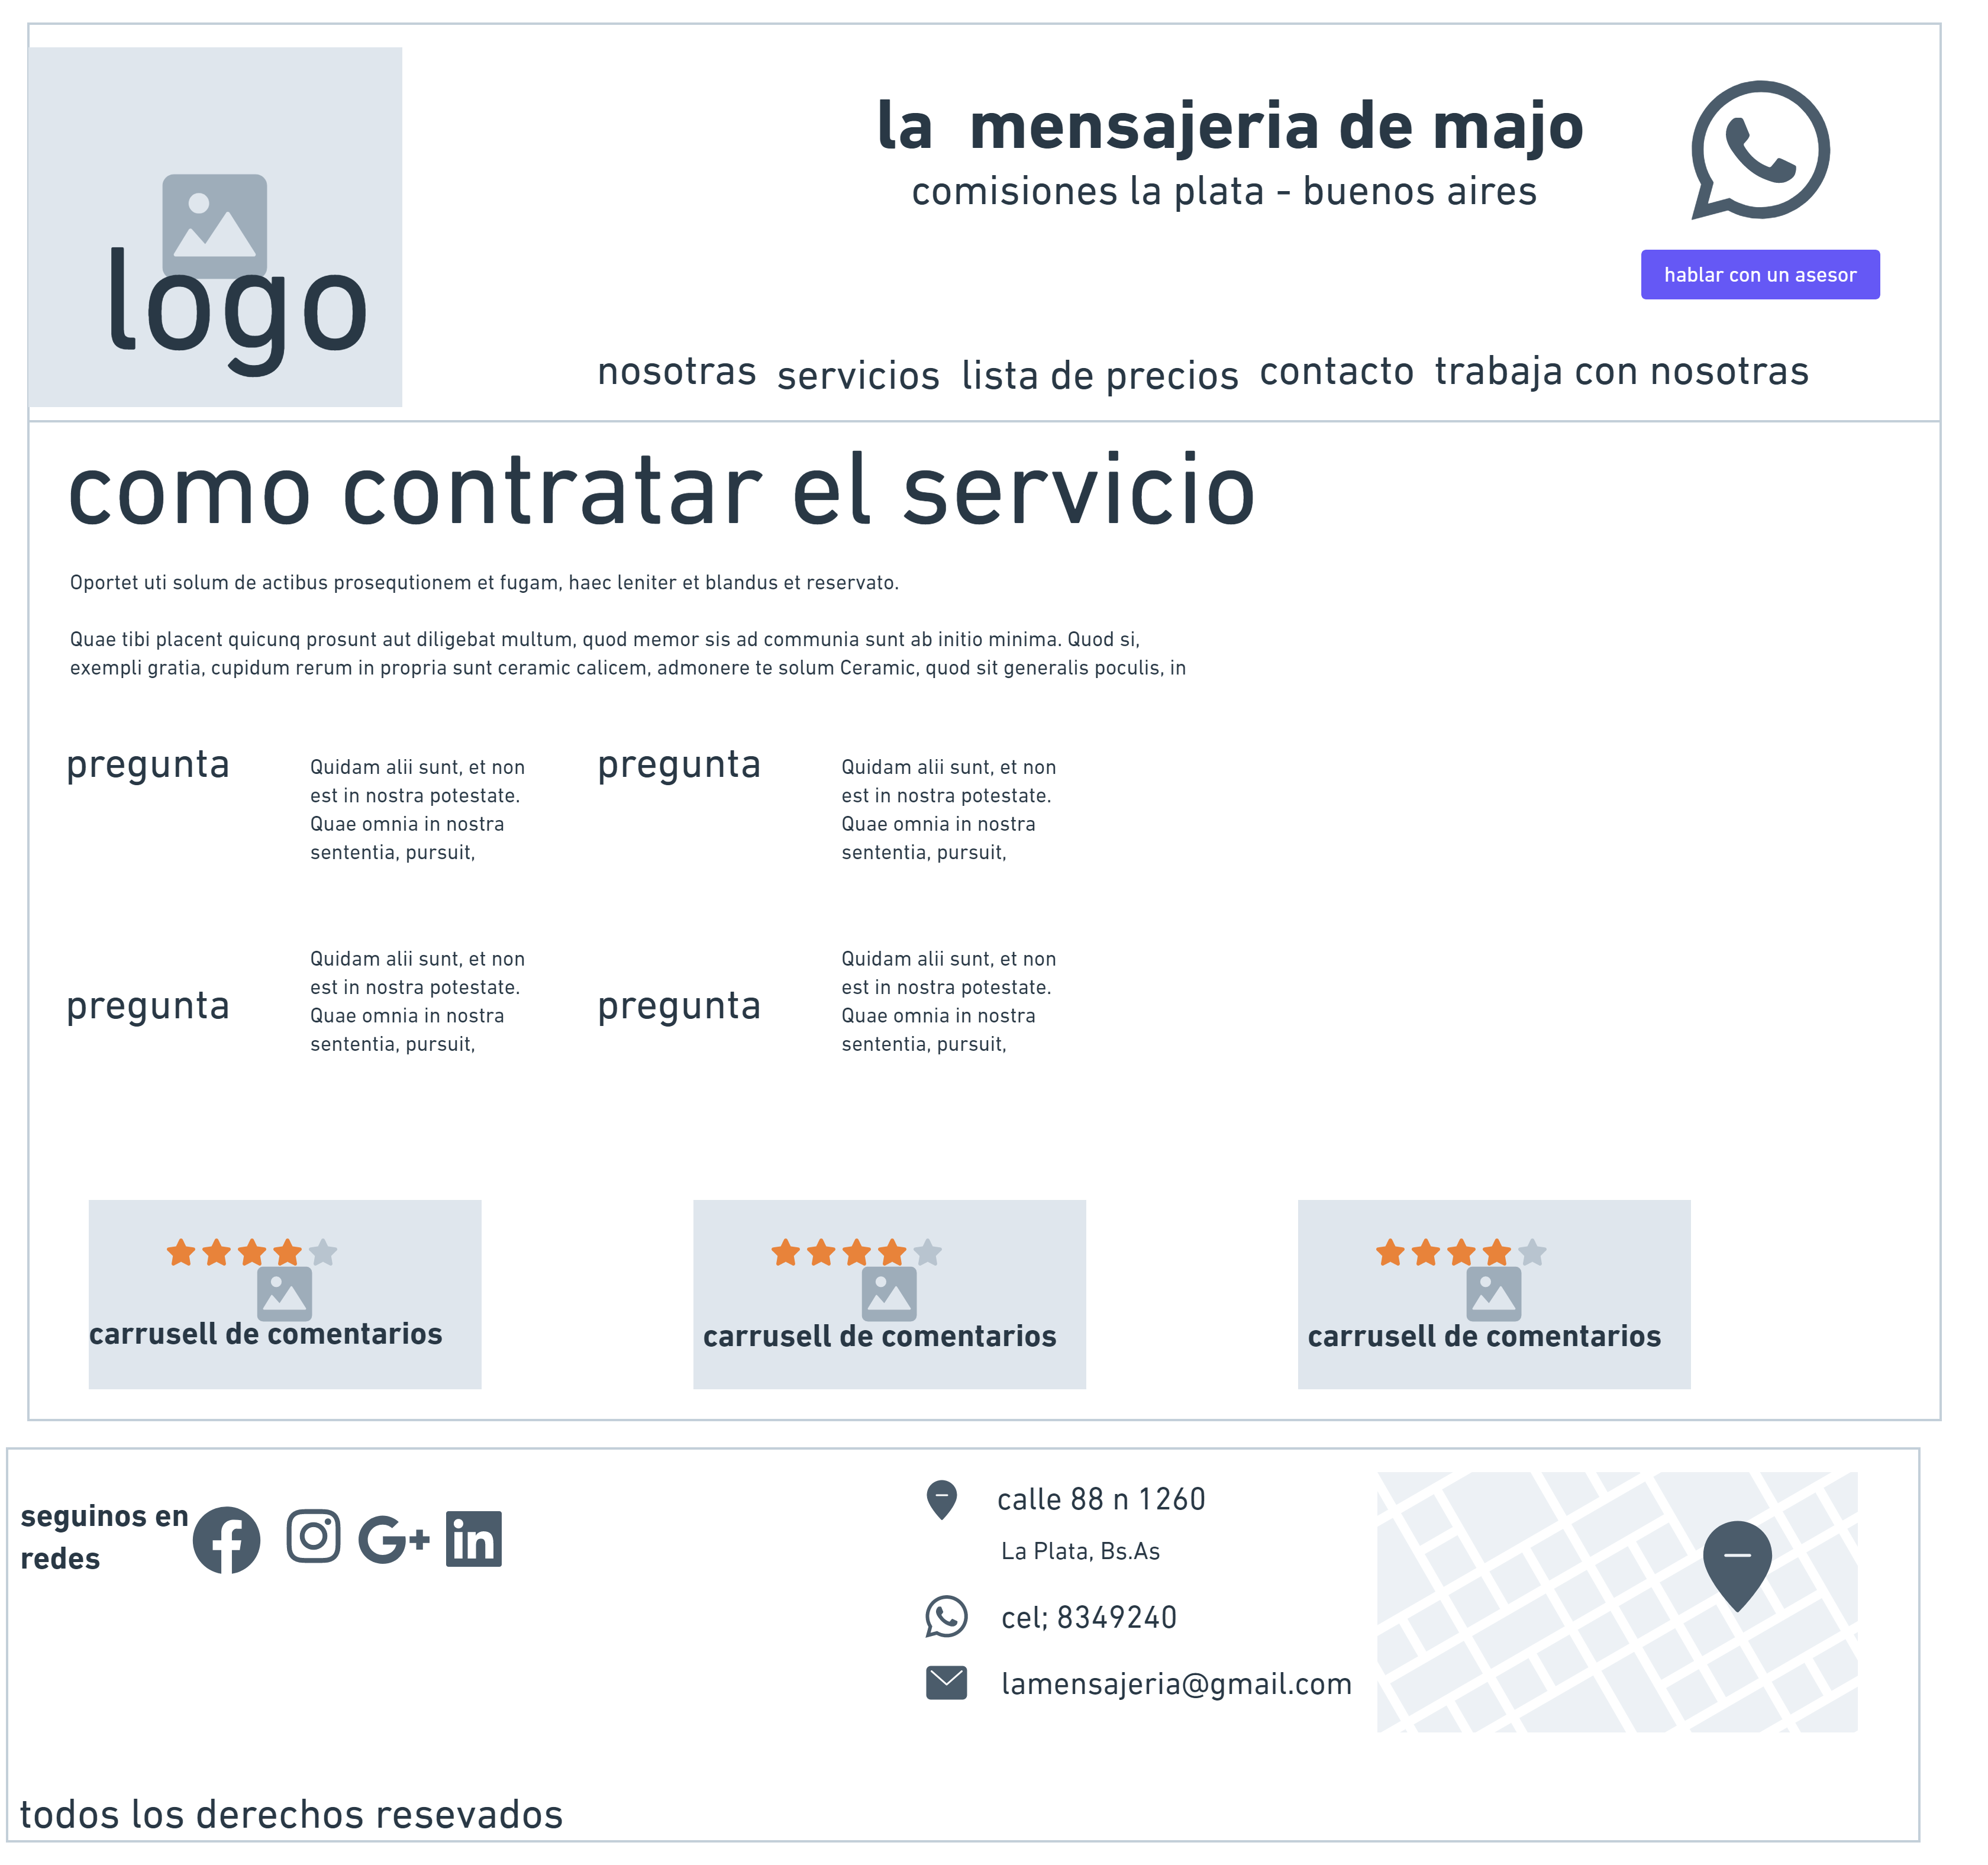 logo
la mensajeria de majo
comisiones la plata - buenos aires
hablar con un asesor
nosotras servicios lista de precios contacto trabaja con nosotras
como contratar el servicio
Oportet uti solum de actibus prosequtionem et fugam, haec leniter et blandus et reservato.
Quae tibi placent quicunq prosunt aut diligebat multum, quod memor sis ad communia sunt ab initio minima. Quod si,
exempli gratia, cupidum rerum in propria sunt ceramic calicem, admonere te solum Ceramic, quod sit generalis poculis, in
pregunta
Quidam alii sunt, et non
est in nostra potestate.
Quae omnia in nostra
sententia, pursuit,
pregunta
Quidam alii sunt, et non
est in nostra potestate.
Quae omnia in nostra
sententia, pursuit,
pregunta
Quidam alii sunt, et non
est in nostra potestate.
Quae omnia in nostra
sententia, pursuit,
pregunta
Quidam alii sunt, et non
est in nostra potestate.
Quae omnia in nostra
sententia, pursuit,
carrusell de comentarios
carrusell de comentarios
carrusell de comentarios
seguinos en
redes
calle 88 n 1260
La Plata, Bs.As
cel; 8349240
lamensajeria@gmail.com
todos los derechos resevados